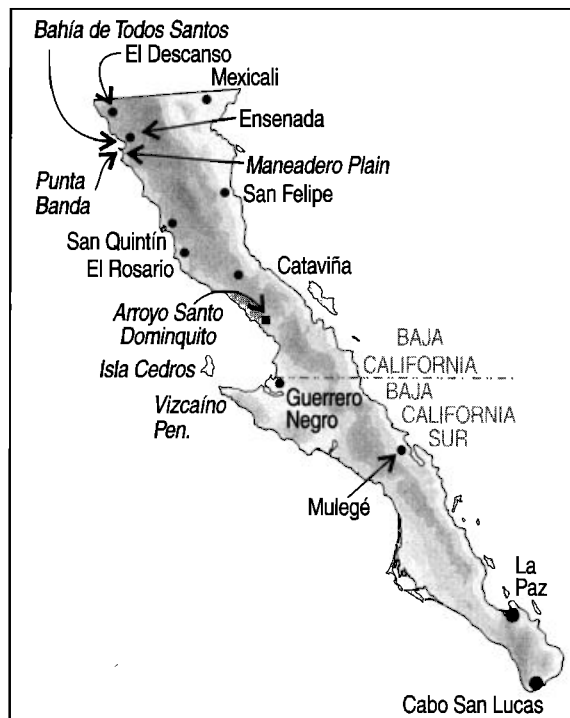 Bahía de Todos Santos
El Descanso
Mexicali
Ensenada
Maneadero Plain
Punta
Banda
San Felipe
San Quintín
El Rosario
Cataviña
Arroyo Santo
Dominquito
BAJA
CALIFORNIA
Isla Cedros
BAJA
CALIFORNIA
SUR
Guerrero
Negro
Vizcaíno
Pen.
Mulegé
La
Paz
Cabo San Lucas